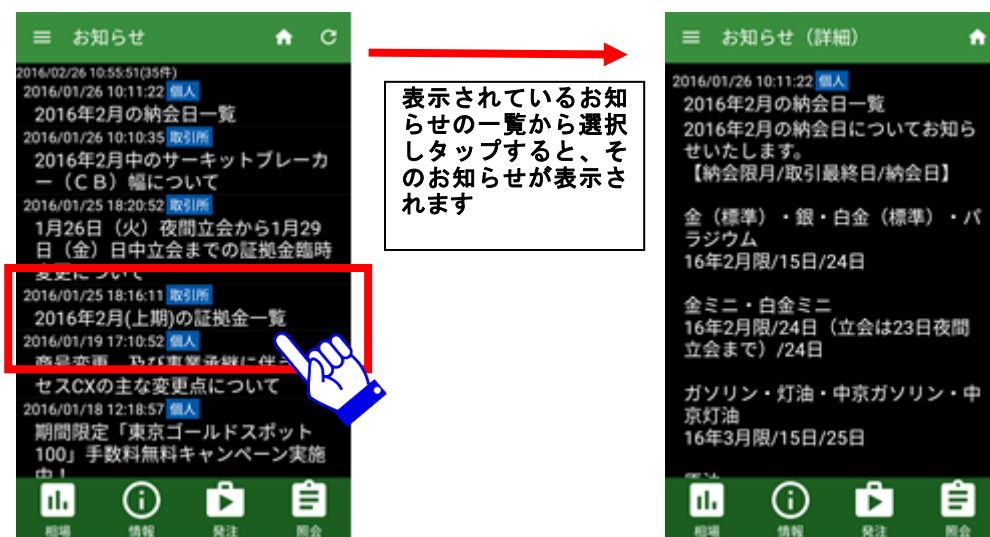 お知らせ
2016/02/26 10:55:51(35件)
2016/01/26 10:11:22 個人
2016年2月の納会日一覧
2016/01/26 10:10:35 取引所
2016年2月中のサーキットブレーカ
ー（CB）幅について
2016/01/25 18:20:52 取引所
1月26日（火）夜間立会から1月29
日（金）日中立会までの証拠金臨時
変更について
2016/01/25 18:16:11 取引所
2016年2月(上期)の証拠金一覧
2016/01/19 17:10:52 個人
商号変更、及び事業承継に伴
セスCXの主な変更点について
2016/01/18 12:18:57 個人
期間限定「東京ゴールドスポット
100」手数料無料キャンペーン実施
中！
相場 情報 発注 照会
表示されているお知
らせの一覧から選択
しタップすると、そ
のお知らせが表示さ
れます
お知らせ（詳細）
2016/01/26 10:11:22 個人
2016年2月の納会日一覧
2016年2月の納会日についてお知ら
せいたします。
【納会限月/取引最終日/納会日】
金（標準）・銀・白金（標準）・パ
ラジウム
16年2月限/15日/24日
金ミニ・白金ミニ
16年2月限/24日（立会は23日夜間
立会まで）/24日
ガソリン・灯油・中京ガソリン・中
京灯油
16年3月限/15日/25日
相場 情報 発注 照会